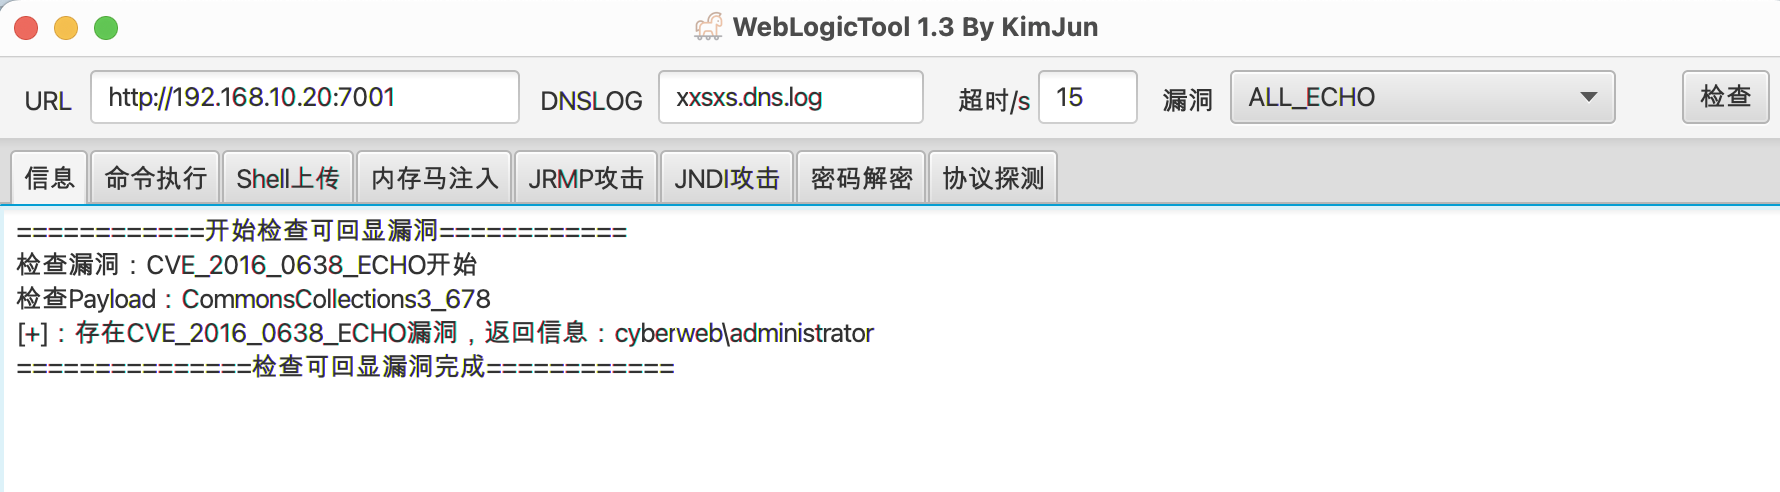 WebLogicTool 1.3 By KimJun
URL http://192.168.10.20:7001 DNSLOG xxsxs.dns.log 超时/s 15 漏洞 ALL_ECHO 检查
信息 命令执行 Shell上传 内存马注入 JRMP攻击 JNDI攻击 密码解密 协议探测
============开始检查可回显漏洞============
检查漏洞：CVE_2016_0638_ECHO开始
检查Payload：CommonsCollections3_678
[+]：存在CVE_2016_0638_ECHO漏洞，返回信息：cyberweb\administrator
===============检查可回显漏洞完成============